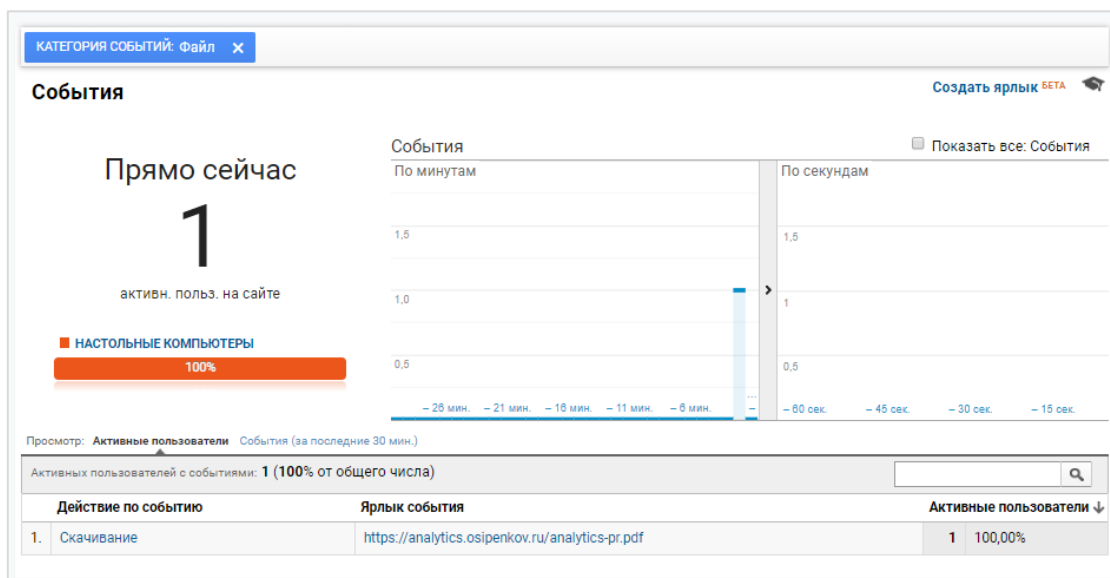 КАТЕГОРИЯ СОБЫТИЙ: Файл ×
События
Создать ярлык БЕТА
Прямо сейчас
1
активн. польз. на сайте
НАСТОЛЬНЫЕ КОМПЬЮТЕРЫ
100%
События
Показать все: События
По минутам
1,5
1,0
0,5
– 26 мин. – 21 мин. – 16 мин. – 11 мин. – 6 мин. ... –
По секундам
1,5
1
0,5
– 60 сек. – 45 сек. – 30 сек. – 15 сек.
Просмотр: Активные пользователи События (за последние 30 мин.)
Активных пользователей с событиями: 1 (100% от общего числа)
Действие по событию Ярлык события Активные пользователи ↓
1. Скачивание https://analytics.osipenkov.ru/analytics-pr.pdf 1 100,00%